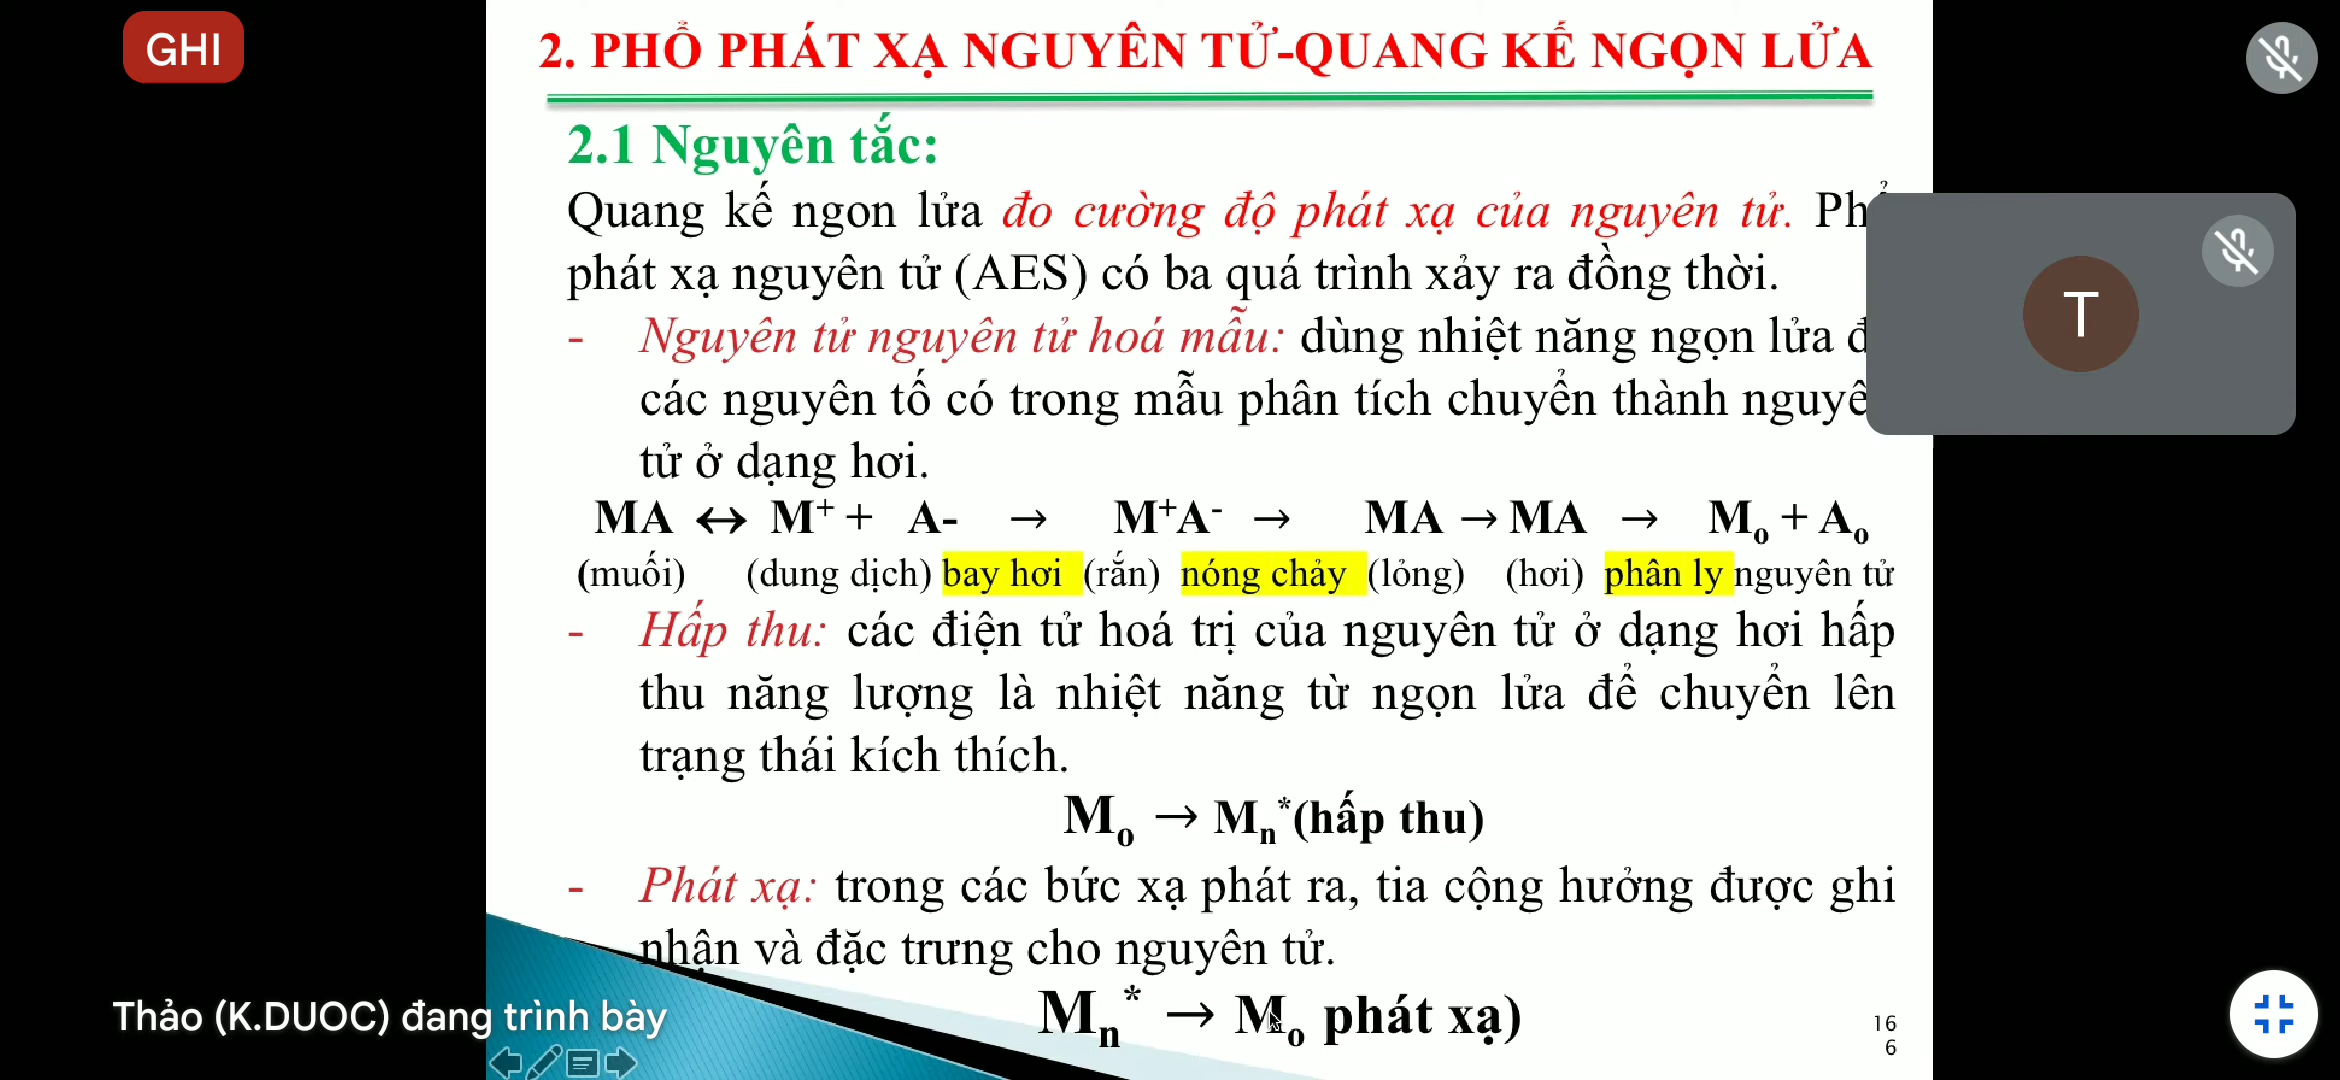 GHI
2. PHỔ PHÁT XẠ NGUYÊN TỬ-QUANG KẾ NGỌN LỬA
2.1 Nguyên tắc:
Quang kế ngon lửa đo cường độ phát xạ của nguyên tử.
phát xạ nguyên tử (AES) có ba quá trình xảy ra đồng thời.
- Nguyên tử nguyên tử hoá mẫu: dùng nhiệt năng ngọn lửa
các nguyên tố có trong mẫu phân tích chuyển thành
tử ở dạng hơi.
MA ↔ M⁺ + A- → M⁺A⁻ → MA → MA → Mₒ + Aₒ
(muối) (dung dịch) bay hơi (rắn) nóng chảy (lỏng) (hơi) phân ly nguyên tử
- Hấp thu: các điện tử hoá trị của nguyên tử ở dạng hơi hấp
thu năng lượng là nhiệt năng từ ngọn lửa để chuyển lên
trạng thái kích thích.
Mₒ → Mₙ*(hấp thu)
- Phát xạ: trong các bức xạ phát ra, tia cộng hưởng được ghi
nhận và đặc trưng cho nguyên tử.
Mₙ* → Mₒ phát xạ)
T
Thảo (K.DUOC) đang trình bày
16
6